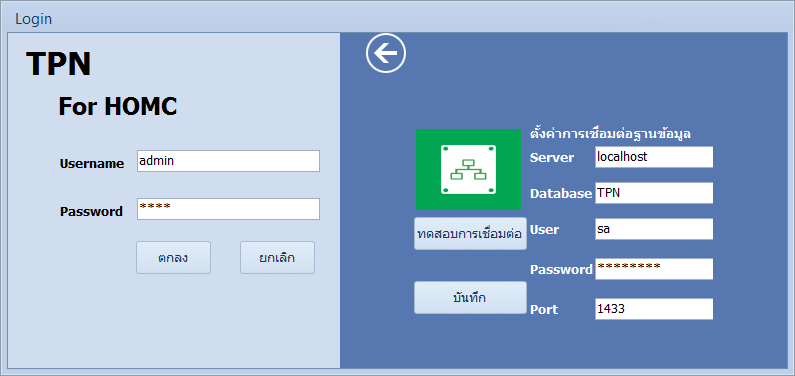 Login
TPN
For HOMC
Username admin
Password ****
ตกลง ยกเลิก
ตั้งค่าการเชื่อมต่อฐานข้อมูล
Server localhost
Database TPN
ทดสอบการเชื่อมต่อ
User sa
Password ********
บันทึก
Port 1433